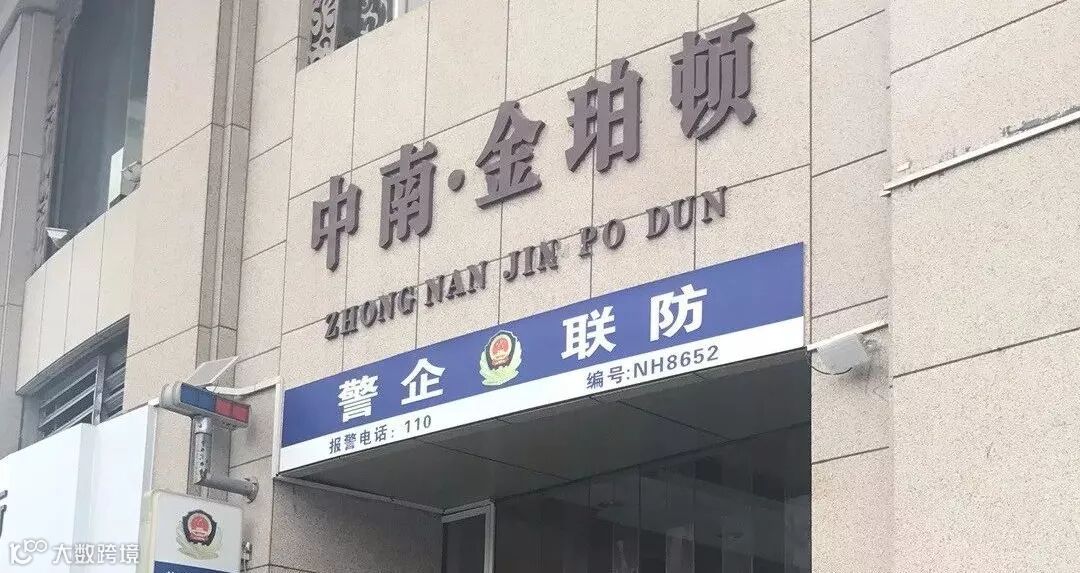 中南·金珀顿
ZHONG NAN JIN PO DUN
警企 联防
报警电话：110 编号:NH8652
大数跨境